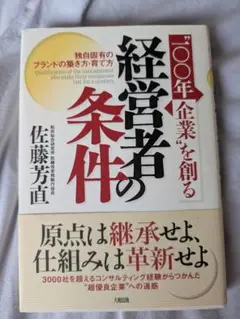 “一〇〇年企業”を創る
経営者の条件
独自固有の
ブランドの築き方・育て方
佐藤芳直
原点は継承せよ、
仕組みは革新せよ
3000社を超えるコンサルティング経験からつかんだ
“超優良企業”への道標